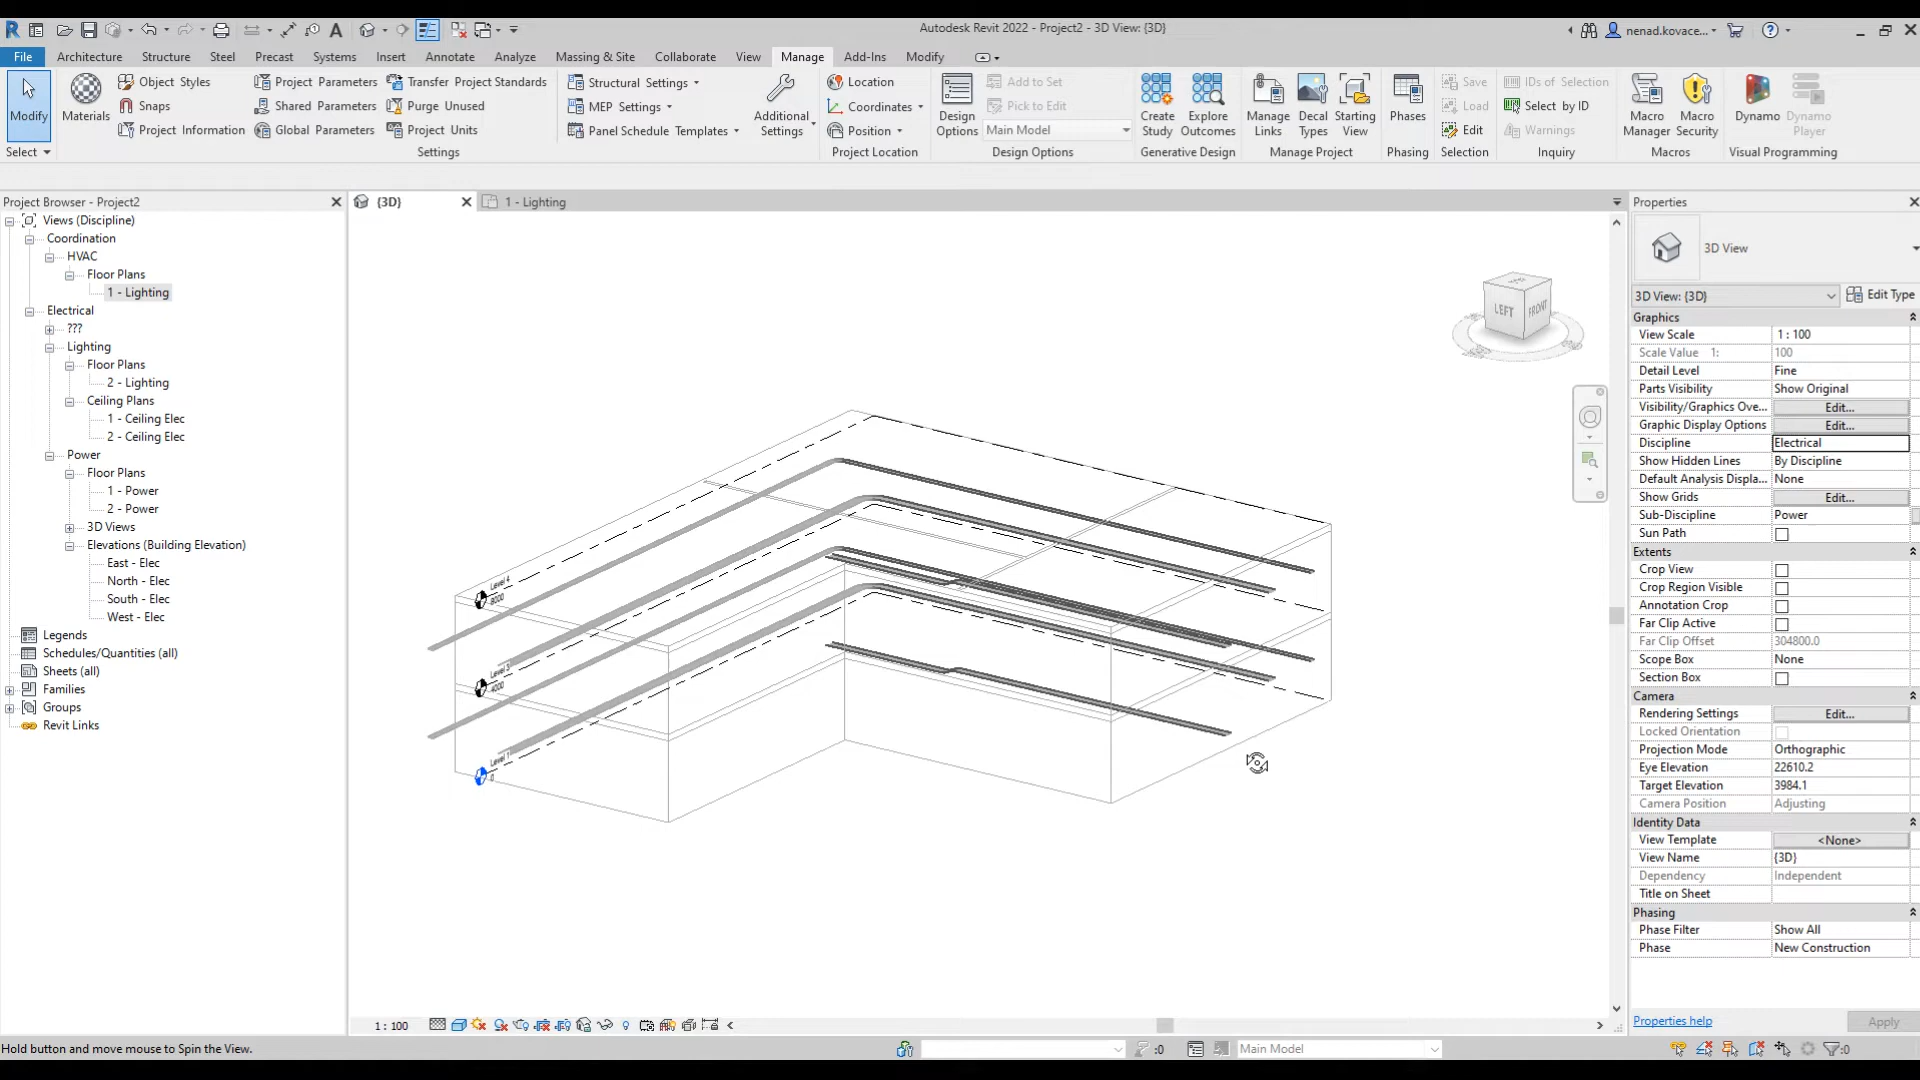 Autodesk Revit 2022 - Project2 - 3D View: {3D}
nenad.kovace...
File Architecture Structure Steel Precast Systems Insert Annotate Analyze Massing & Site Collaborate View Manage Add-Ins Modify
Modify
Select
Materials
Object Styles
Snaps
Project Information
Project Parameters
Shared Parameters
Global Parameters
Transfer Project Standards
Purge Unused
Project Units
Settings
Structural Settings
MEP Settings
Panel Schedule Templates
Additional Settings
Location
Coordinates
Position
Project Location
Design Options
Add to Set
Pick to Edit
Main Model
Design Options
Create Study
Explore Outcomes
Generative Design
Manage Links
Decal Types
Starting View
Manage Project
Phases
Phasing
Save
Load
Edit
Selection
IDs of Selection
Select by ID
Warnings
Inquiry
Macro Manager
Macro Security
Macros
Dynamo
Dynamo Player
Visual Programming
Project Browser - Project2
Views (Discipline)
Coordination
HVAC
Floor Plans
1 - Lighting
Electrical
???
Lighting
Floor Plans
2 - Lighting
Ceiling Plans
1 - Ceiling Elec
2 - Ceiling Elec
Power
Floor Plans
1 - Power
2 - Power
3D Views
Elevations (Building Elevation)
East - Elec
North - Elec
South - Elec
West - Elec
Legends
Schedules/Quantities (all)
Sheets (all)
Families
Groups
Revit Links
{3D}
1 - Lighting
LEFT
FRONT
Level 4
8000
Level 3
4000
Level 1
0
Properties
3D View
3D View: {3D}
Edit Type
Graphics
View Scale 1 : 100
Scale Value 1: 100
Detail Level Fine
Parts Visibility Show Original
Visibility/Graphics Ove... Edit...
Graphic Display Options Edit...
Discipline Electrical
Show Hidden Lines By Discipline
Default Analysis Displa... None
Show Grids Edit...
Sub-Discipline Power
Sun Path
Extents
Crop View
Crop Region Visible
Annotation Crop
Far Clip Active
Far Clip Offset 304800.0
Scope Box None
Section Box
Camera
Rendering Settings Edit...
Locked Orientation
Projection Mode Orthographic
Eye Elevation 22610.2
Target Elevation 3984.1
Camera Position Adjusting
Identity Data
View Template <None>
View Name {3D}
Dependency Independent
Title on Sheet
Phasing
Phase Filter Show All
Phase New Construction
Properties help
Apply
1 : 100
Hold button and move mouse to Spin the View.
:0
Main Model
:0